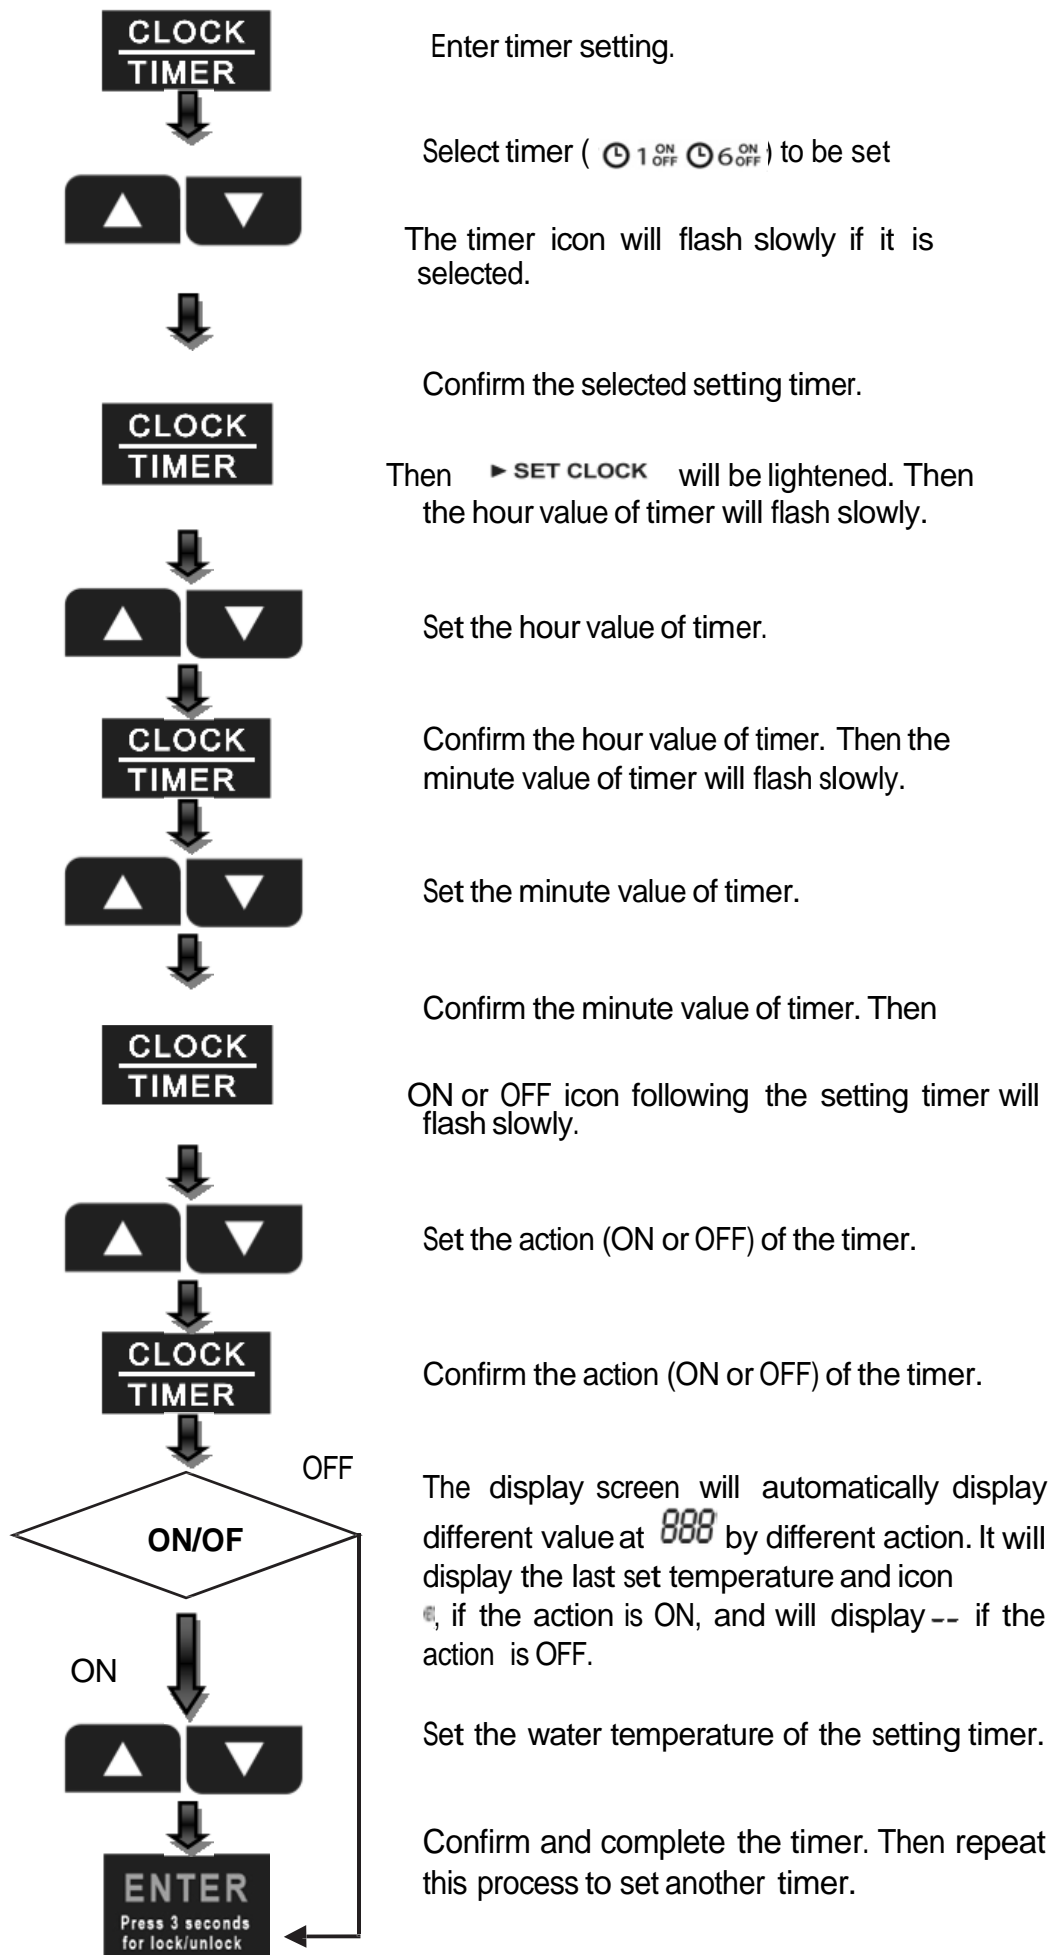 CLOCK
TIMER
Enter timer setting.
Select timer ( 1 ON OFF 6 ON OFF ) to be set
The timer icon will flash slowly if it is
selected.
Confirm the selected setting timer.
CLOCK
TIMER
Then ►SET CLOCK will be lightened. Then
the hour value of timer will flash slowly.
Set the hour value of timer.
CLOCK
TIMER
Confirm the hour value of timer. Then the
minute value of timer will flash slowly.
Set the minute value of timer.
Confirm the minute value of timer. Then
CLOCK
TIMER
ON or OFF icon following the setting timer will
flash slowly.
Set the action (ON or OFF) of the timer.
CLOCK
TIMER
Confirm the action (ON or OFF) of the timer.
OFF
ON/OF
The display screen will automatically display
different value at 888 by different action. It will
display the last set temperature and icon
, if the action is ON, and will display -- if the
action is OFF.
ON
Set the water temperature of the setting timer.
Confirm and complete the timer. Then repeat
this process to set another timer.
ENTER
Press 3 seconds
for lock/unlock